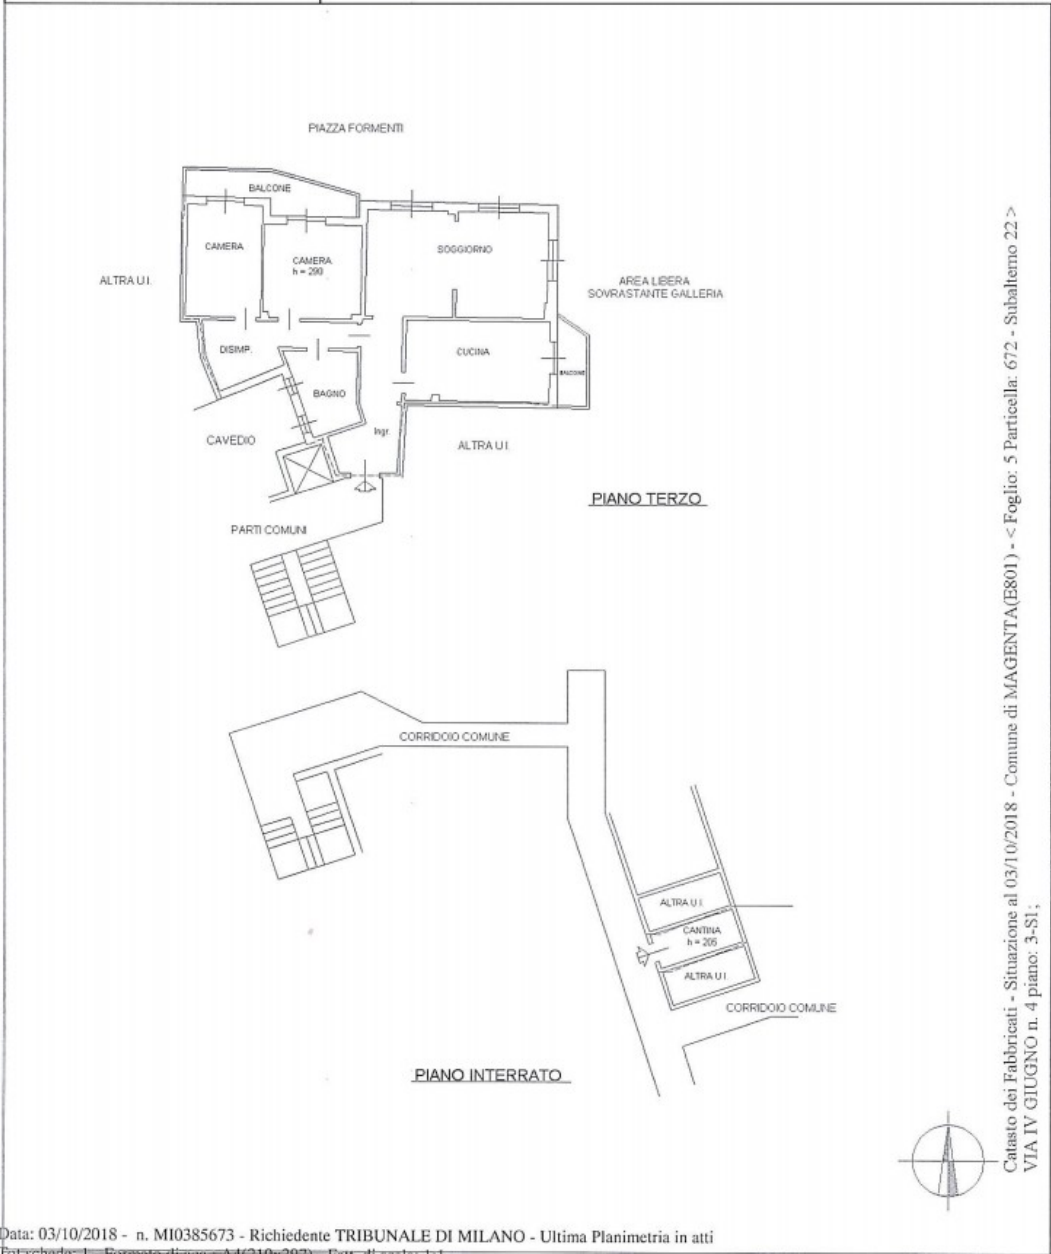 PIAZZA FORMENTI
BALCONE
CAMERA
CAMERA
h = 290
SOGGIORNO
ALTRA U.I.
AREA LIBERA
SOVRASTANTE GALLERIA
DISIMP.
CUCINA
BALCONE
BAGNO
Ingr.
CAVEDIO
ALTRA U.I.
PIANO TERZO
PARTI COMUNI
CORRIDOIO COMUNE
ALTRA U.I.
CANTINA
h = 205
ALTRA U.I.
CORRIDOIO COMUNE
PIANO INTERRATO
Catasto dei Fabbricati - Situazione al 03/10/2018 - Comune di MAGENTA(E801) - < Foglio: 5 Particella: 672 - Subalterno 22 >
VIA IV GIUGNO n. 4 piano: 3-S1;
Data: 03/10/2018 - n. MI0385673 - Richiedente TRIBUNALE DI MILANO - Ultima Planimetria in atti